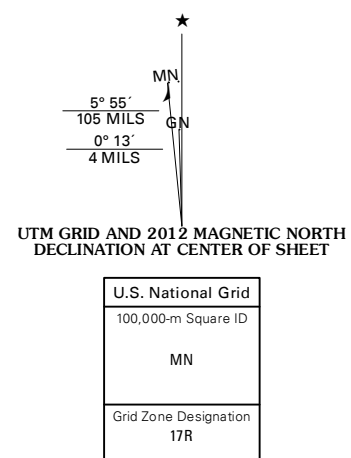 ★
MN.
5° 55´
105 MILS
GN
0° 13´
4 MILS
UTM GRID AND 2012 MAGNETIC NORTH
DECLINATION AT CENTER OF SHEET
U.S. National Grid
100,000-m Square ID
MN
Grid Zone Designation
17R